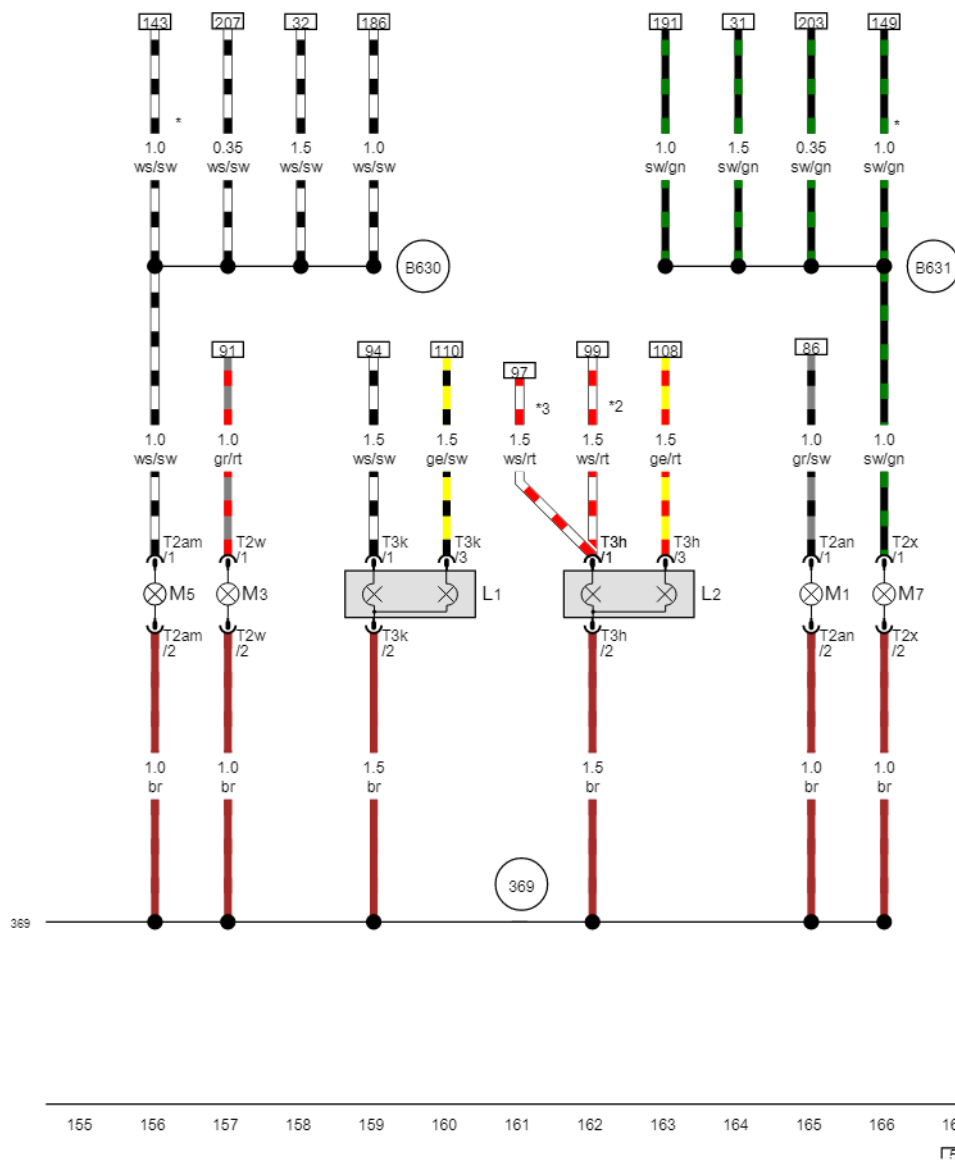 143 207 32 186 191 31 203 149
* *
1.0 0.35 1.5 1.0 1.0 1.5 0.35 1.0
ws/sw ws/sw ws/sw ws/sw sw/gn sw/gn sw/gn sw/gn
B630 B631
91 94 110 97 99 108 86
*3 *2
1.0 1.0 1.5 1.5 1.5 1.5 1.5 1.0 1.0
ws/sw gr/rt ws/sw ge/sw ws/rt ws/rt ge/rt gr/sw sw/gn
T2am T2w T3k T3k T3h T3h T2an T2x
/1 /1 /1 /3 /1 /3 /1 /1
M5 M3 L1 L2 M1 M7
T2am T2w T3k T3h T2an T2x
/2 /2 /2 /2 /2 /2
1.0 1.0 1.5 1.5 1.0 1.0
br br br br br br
369
369
155 156 157 158 159 160 161 162 163 164 165 166